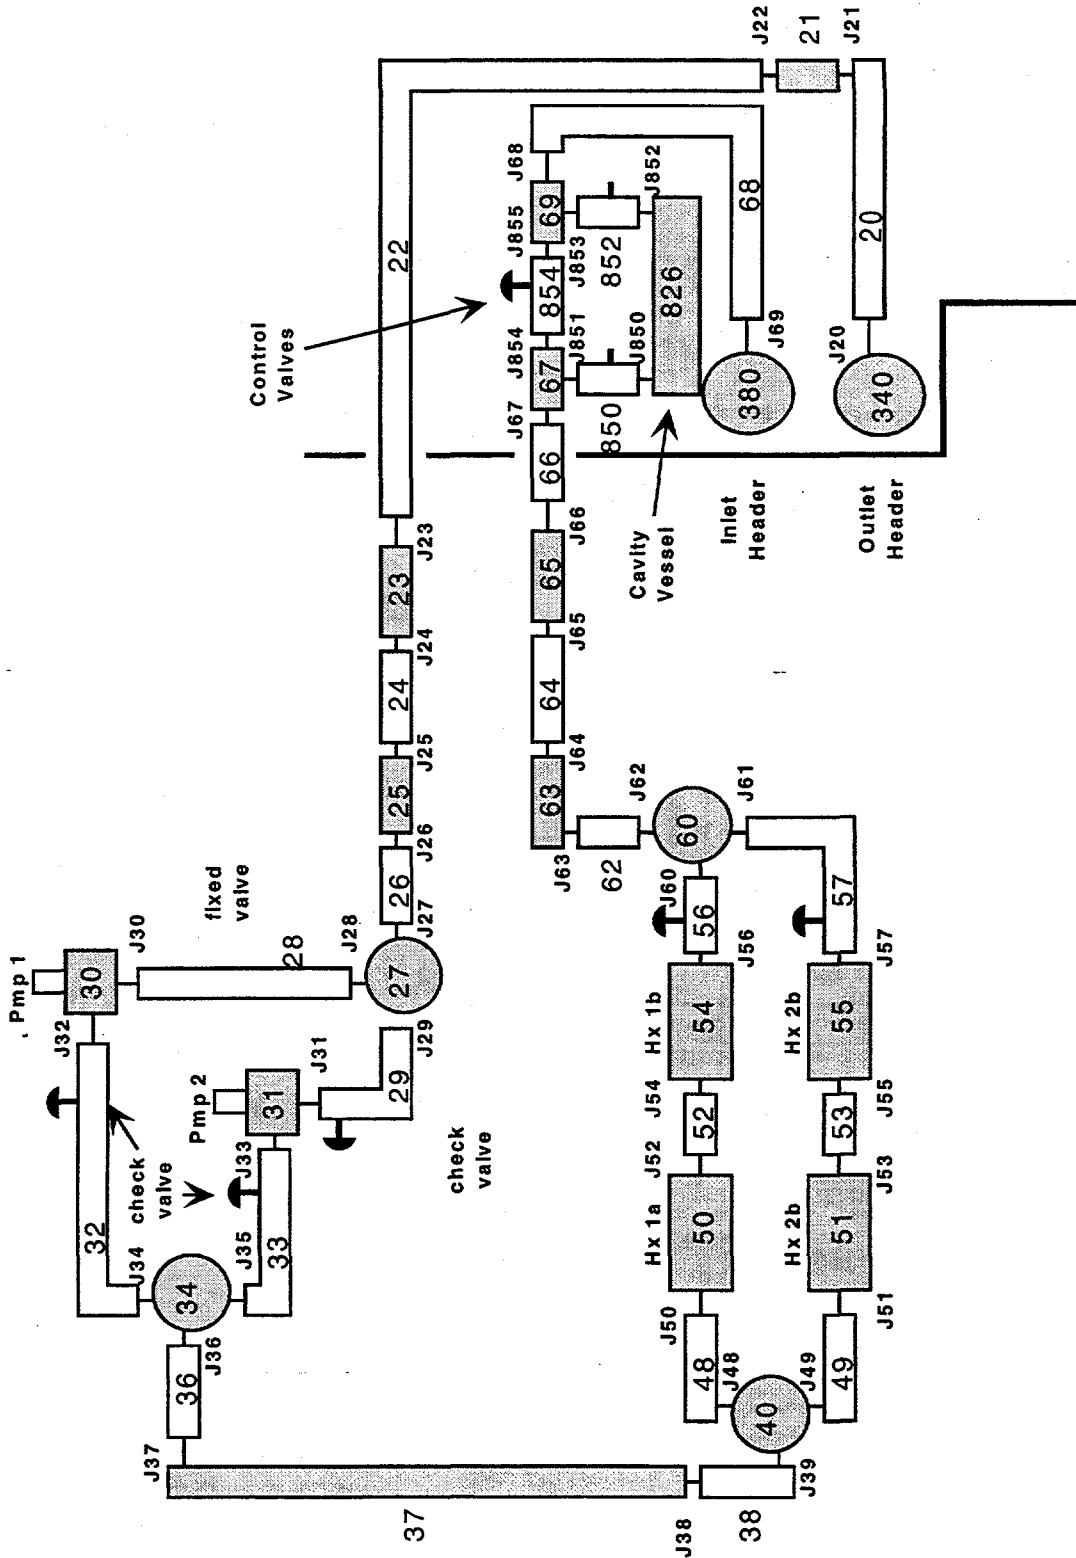 Pmp 1
J32
30
J30
32
check
valve
J34
fixed
valve
Pmp 2
J37
36
J36
34
J35
J33
33
31
J31
28
J28
29
J29
27
J27
26
J26
25
J25
24
J24
23
J23
22
Control
Valves
37
check
valve
J63
63
J64
64
J65
65
J66
66
J67
67
J854
854
J855
69
J68
J851
J853
62
850
852
J62
J850
J852
Cavity
Vessel
826
Hx 1a
Hx 1b
J38
J50
J52
J54
J60
60
48
50
52
54
56
J48
J56
J61
38
40
Inlet
Header
380
68
J69
J39
J49
Hx 2b
Hx 2b
49
51
53
55
57
J51
J53
J55
J57
Outlet
Header
340
J20
20
J21
21
J22